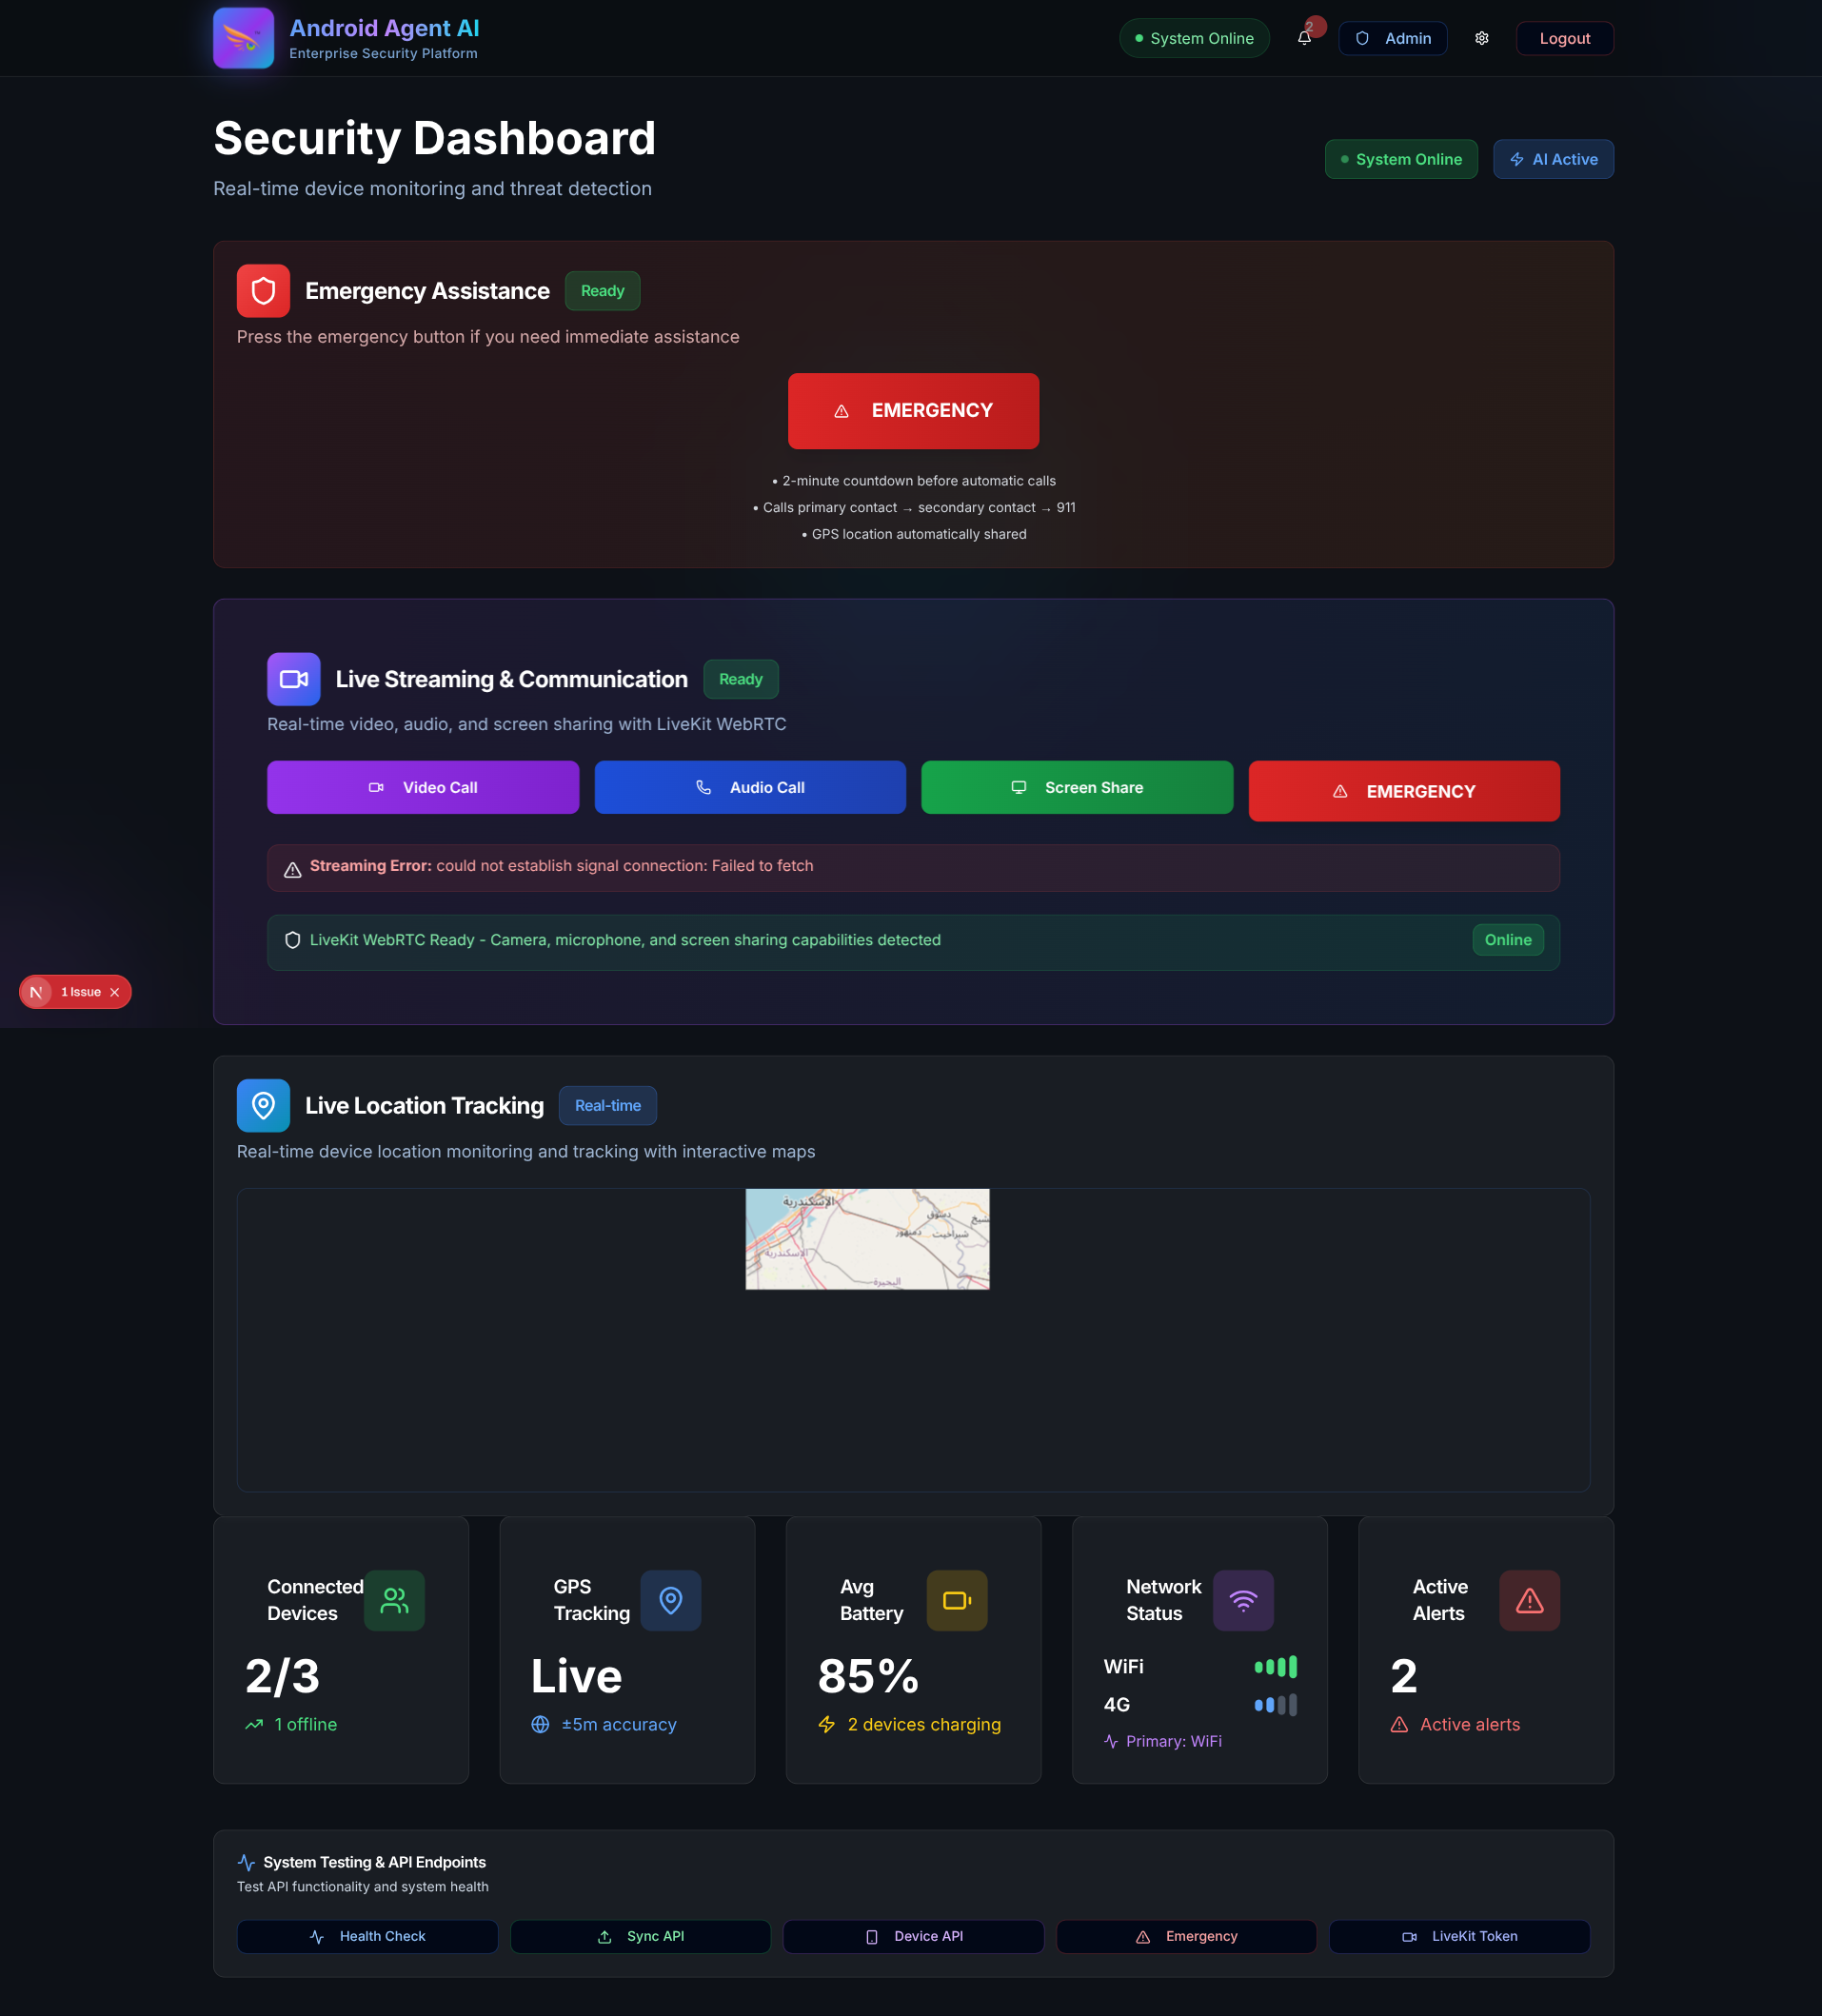 Android Agent AI
Enterprise Security Platform
System Online
2
Admin
Logout
Security Dashboard
Real-time device monitoring and threat detection
System Online
AI Active
Emergency Assistance
Ready
Press the emergency button if you need immediate assistance
EMERGENCY
• 2-minute countdown before automatic calls
• Calls primary contact → secondary contact → 911
• GPS location automatically shared
Live Streaming & Communication
Ready
Real-time video, audio, and screen sharing with LiveKit WebRTC
Video Call
Audio Call
Screen Share
EMERGENCY
Streaming Error: could not establish signal connection: Failed to fetch
LiveKit WebRTC Ready - Camera, microphone, and screen sharing capabilities detected
Online
N
1 Issue
Live Location Tracking
Real-time
Real-time device location monitoring and tracking with interactive maps
الإسكندرية
دسوق
دمنهور
شبراخيت
الإسكندرية
البحيرة
Connected
Devices
2/3
1 offline
GPS
Tracking
Live
±5m accuracy
Avg
Battery
85%
2 devices charging
Network
Status
WiFi
4G
Primary: WiFi
Active
Alerts
2
Active alerts
System Testing & API Endpoints
Test API functionality and system health
Health Check
Sync API
Device API
Emergency
LiveKit Token